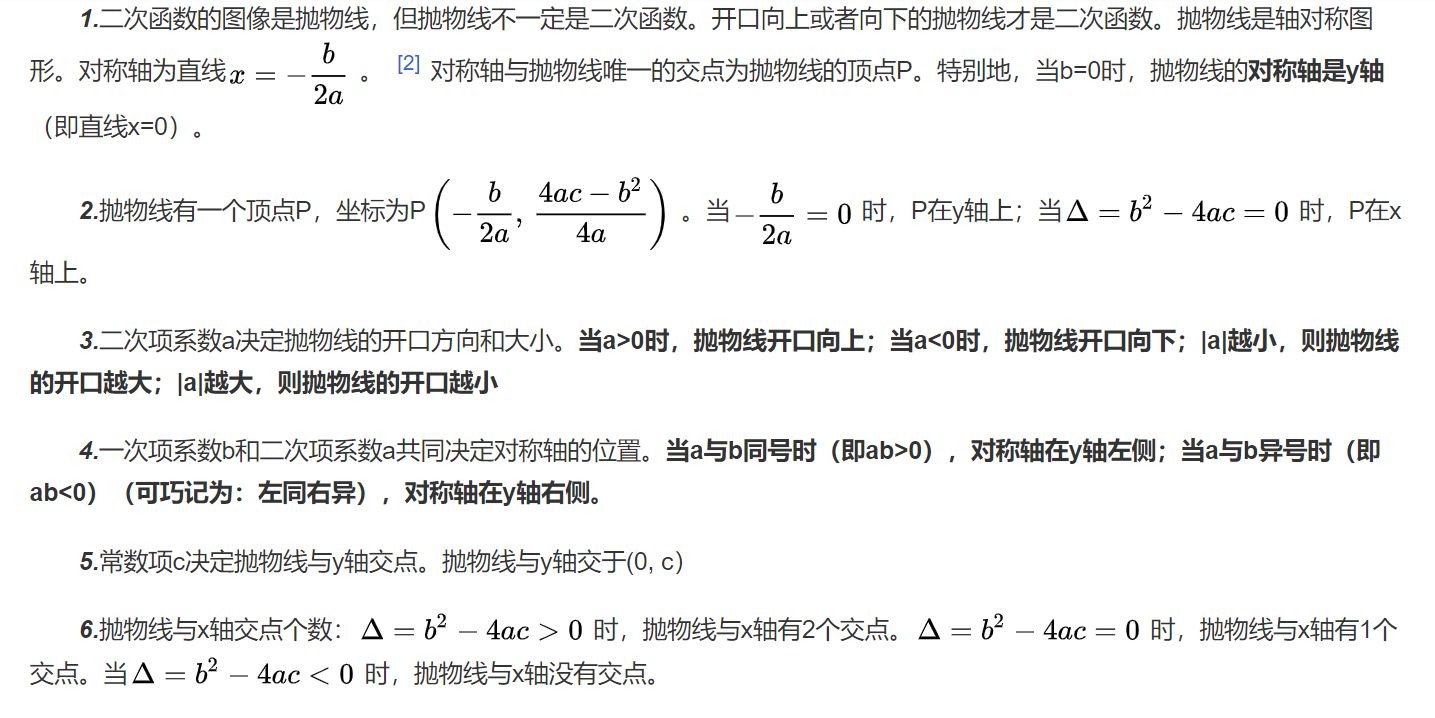 1.二次函数的图像是抛物线，但抛物线不一定是二次函数。开口向上或者向下的抛物线才是二次函数。抛物线是轴对称图
形。对称轴为直线 x = -\frac{b}{2a} 。 [2] 对称轴与抛物线唯一的交点为抛物线的顶点P。特别地，当b=0时，抛物线的对称轴是y轴
（即直线x=0）。
2.抛物线有一个顶点P，坐标为P \left(-\frac{b}{2a}, \frac{4ac-b^2}{4a}\right) 。当 -\frac{b}{2a} = 0 时，P在y轴上；当 Δ = b^2 - 4ac = 0 时，P在x
轴上。
3.二次项系数a决定抛物线的开口方向和大小。当a>0时，抛物线开口向上；当a<0时，抛物线开口向下；|a|越小，则抛物线
的开口越大；|a|越大，则抛物线的开口越小
4.一次项系数b和二次项系数a共同决定对称轴的位置。当a与b同号时（即ab>0），对称轴在y轴左侧；当a与b异号时（即
ab<0）（可巧记为：左同右异），对称轴在y轴右侧。
5.常数项c决定抛物线与y轴交点。抛物线与y轴交于(0, c）
6.抛物线与x轴交点个数： Δ = b^2 - 4ac > 0 时，抛物线与x轴有2个交点。 Δ = b^2 - 4ac = 0 时，抛物线与x轴有1个
交点。当 Δ = b^2 - 4ac < 0 时，抛物线与x轴没有交点。